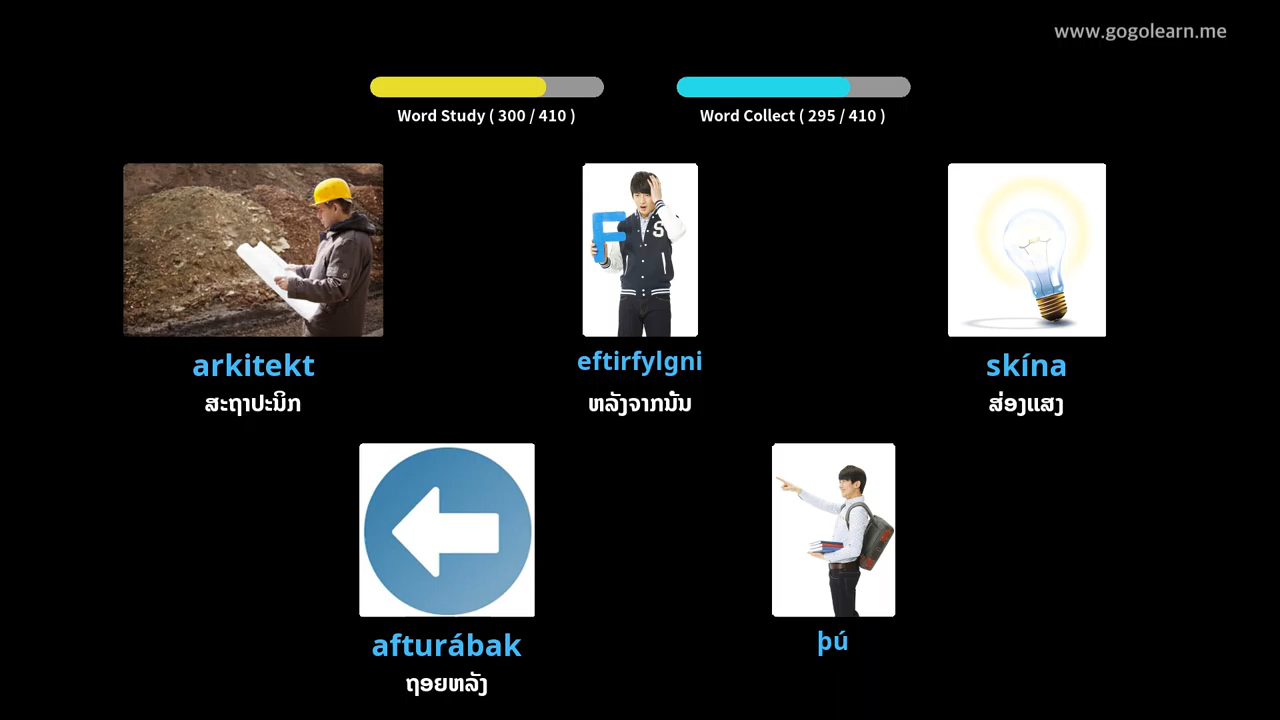 www.gogolearn.me
Word Study ( 300 / 410 )
Word Collect ( 295 / 410 )
F
S
arkitekt
ສະຖາປະນິກ
eftirfylgni
ຫລັງຈາກນັ້ນ
skína
ສ່ອງແສງ
afturábak
ຖອຍຫລັງ
þú